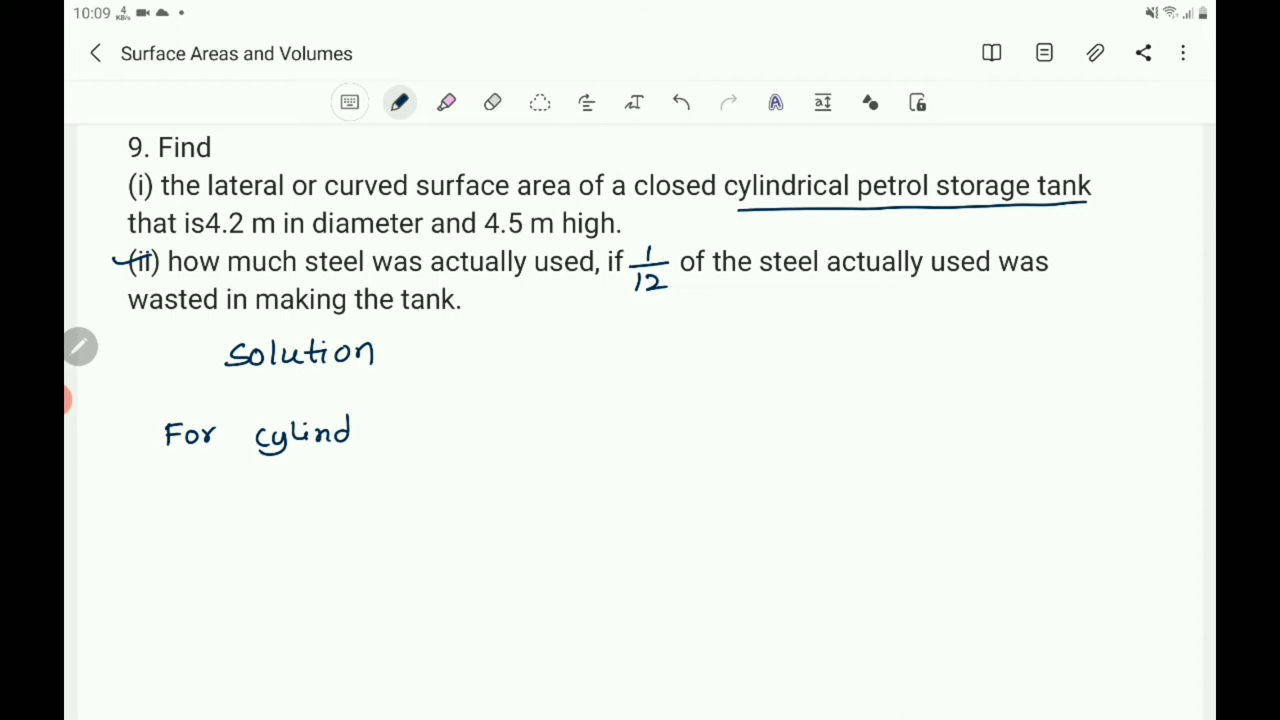 10:09 4 KB/s
Surface Areas and Volumes
9. Find
(i) the lateral or curved surface area of a closed cylindrical petrol storage tank
that is4.2 m in diameter and 4.5 m high.
(ii) how much steel was actually used, if 1/12 of the steel actually used was
wasted in making the tank.
Solution
For cylind